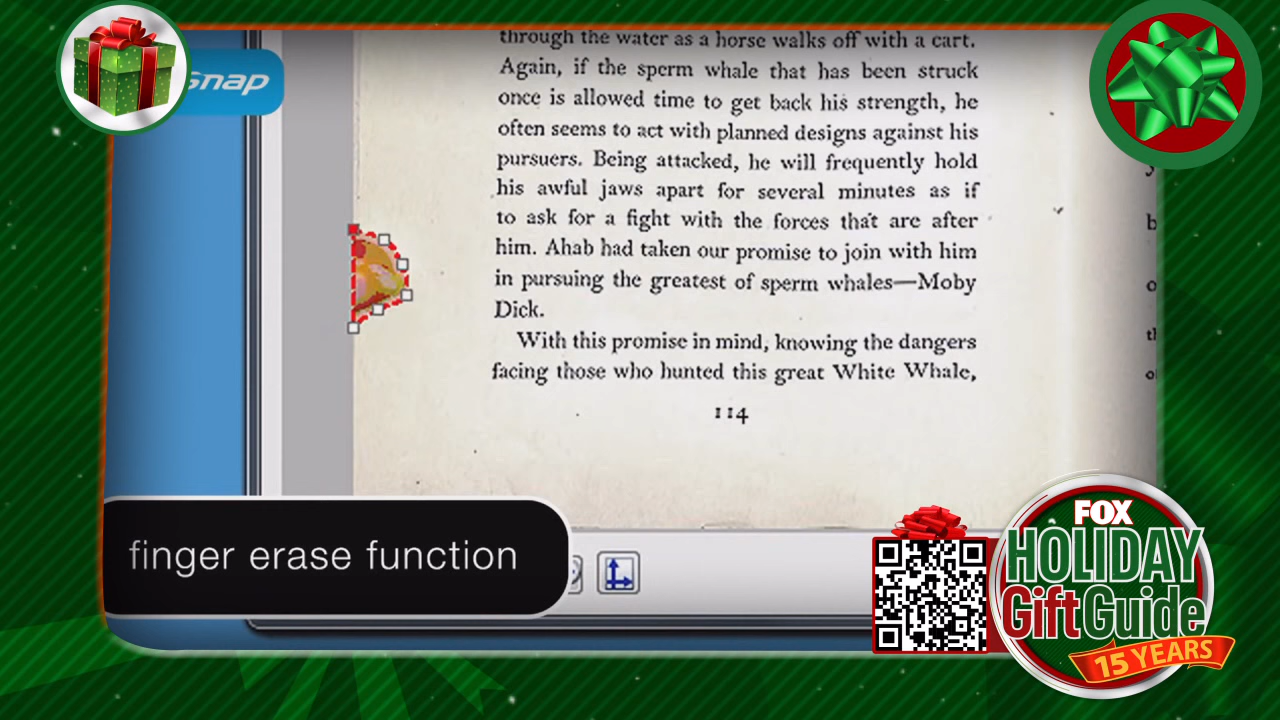 Snap
through the water as a horse walks off with a cart.
Again, if the sperm whale that has been struck
once is allowed time to get back his strength, he
often seems to act with planned designs against his
pursuers. Being attacked, he will frequently hold
his awful jaws apart for several minutes as if
to ask for a fight with the forces that are after
him. Ahab had taken our promise to join with him
in pursuing the greatest of sperm whales—Moby
Dick.
With this promise in mind, knowing the dangers
facing those who hunted this great White Whale,
114
finger erase function
FOX
HOLIDAY
Gift Guide
15 YEARS